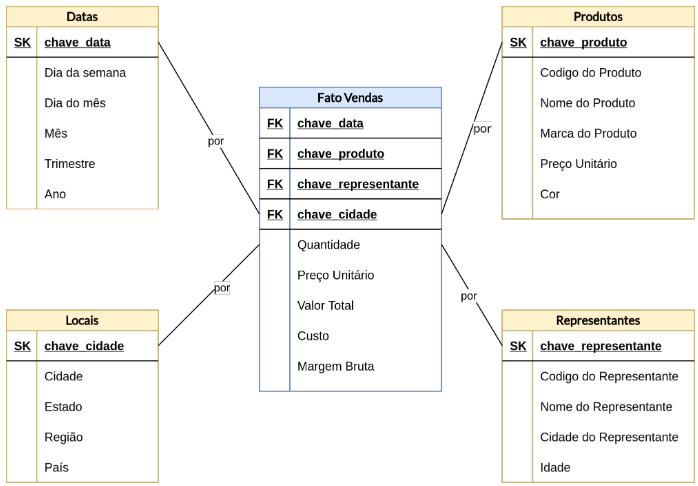 Datas
SK chave_data
Dia da semana
Dia do mês
Mês
Trimestre
Ano
Produtos
SK chave_produto
Codigo do Produto
Nome do Produto
Marca do Produto
Preço Unitário
Cor
Fato Vendas
FK chave_data
FK chave_produto
FK chave_representante
FK chave_cidade
Quantidade
Preço Unitário
Valor Total
Custo
Margem Bruta
por
por
por
por
Locais
SK chave_cidade
Cidade
Estado
Região
País
Representantes
SK chave_representante
Codigo do Representante
Nome do Representante
Cidade do Representante
Idade